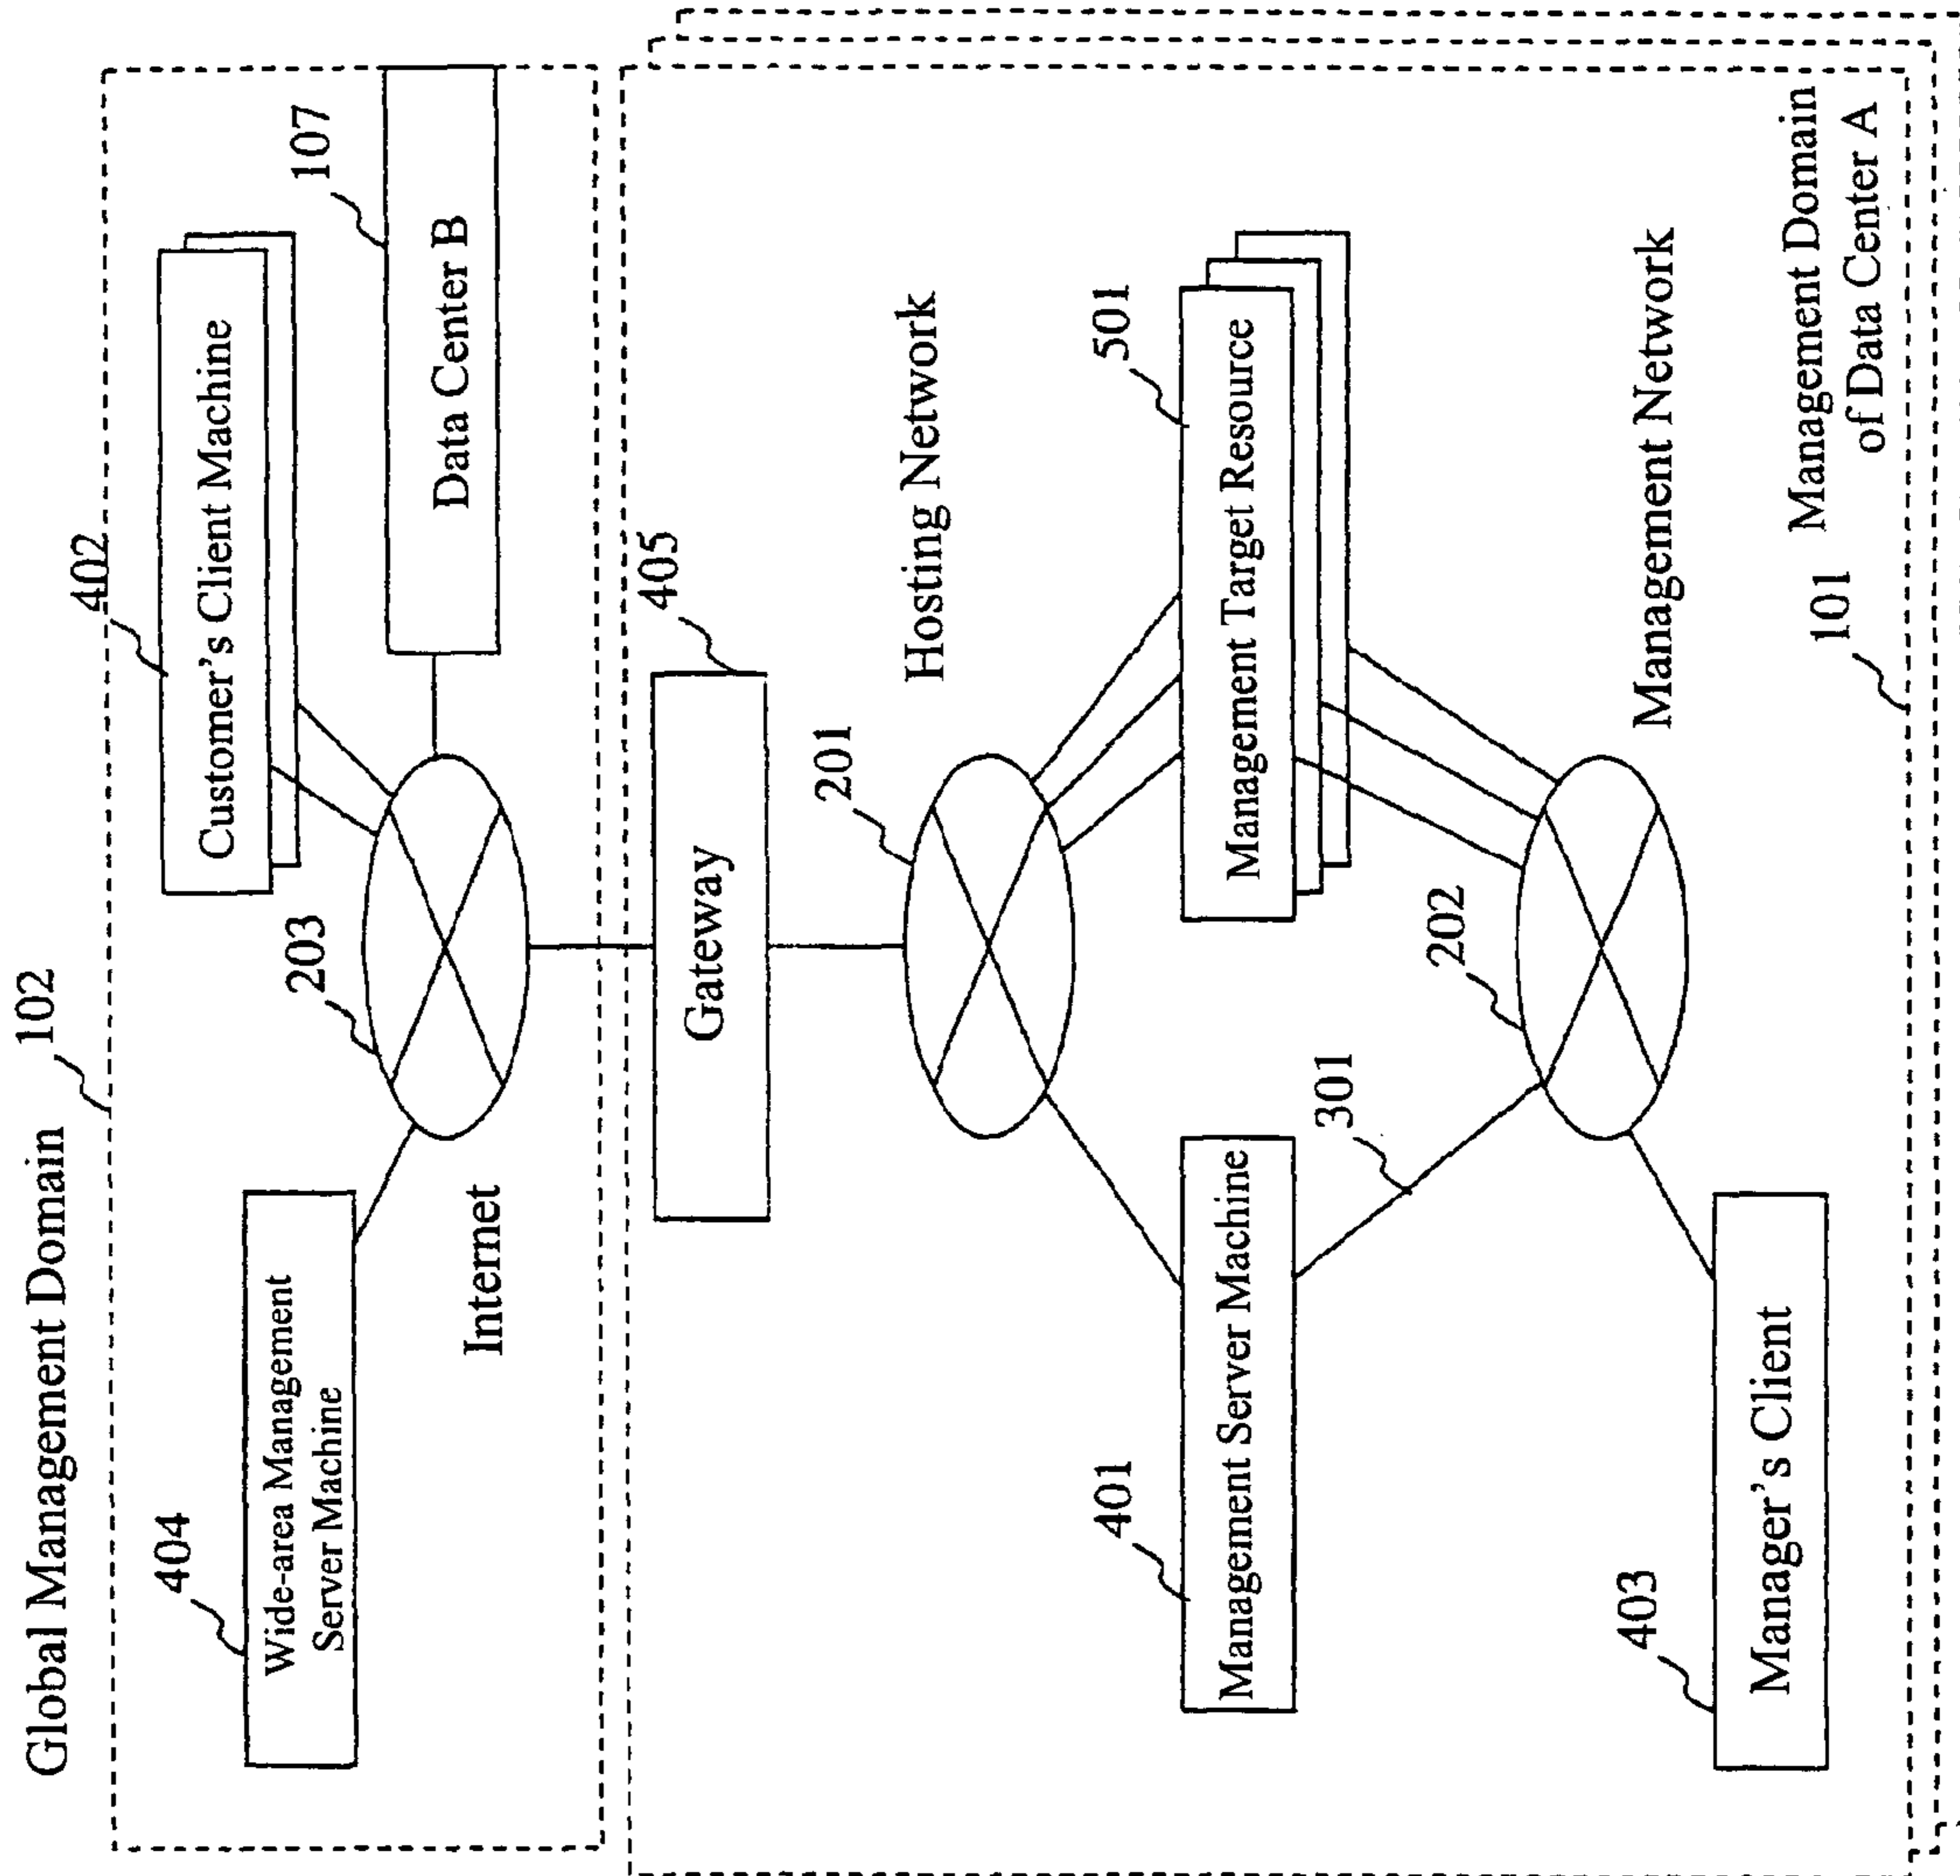 Global Management Domain
102
404
Wide-area Management
Server Machine
203
Internet
402
Customer's Client Machine
107
Data Center B
Gateway
405
201
Hosting Network
401
Management Server Machine
301
501
Management Target Resource
202
Management Network
403
Manager's Client
101
Management Domain
of Data Center A